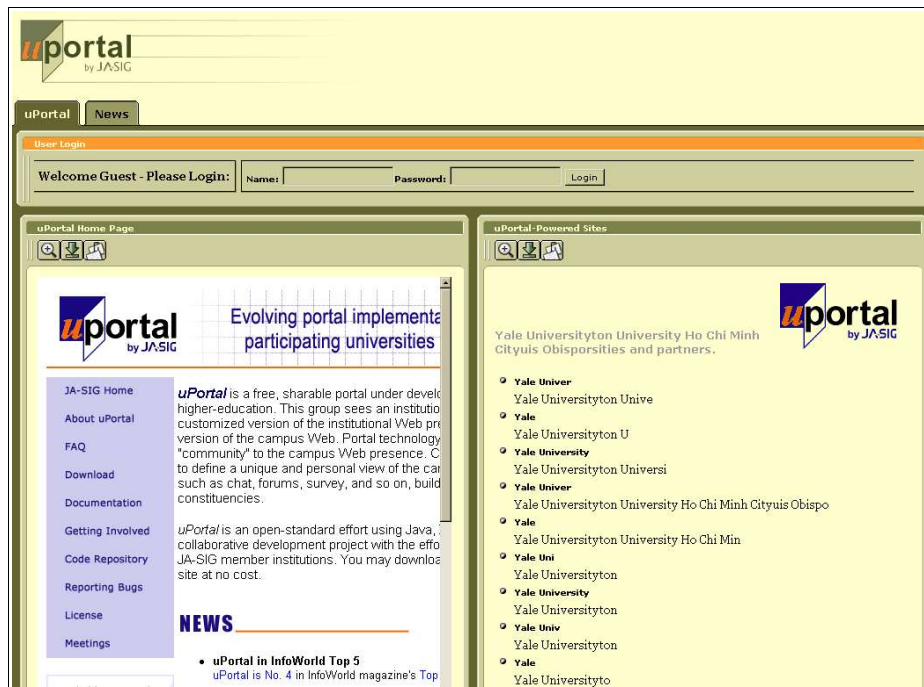 uportal
by JA-SIG
uPortal News
User Login
Welcome Guest - Please Login: Name: Password: Login
uPortal Home Page
uportal
by JA-SIG
Evolving portal implementa
participating universities
JA-SIG Home
About uPortal
FAQ
Download
Documentation
Getting Involved
Code Repository
Reporting Bugs
License
Meetings
uPortal is a free, sharable portal under develo
higher-education. This group sees an institutio
customized version of the institutional Web pre
version of the campus Web. Portal technology
"community" to the campus Web presence. C
to define a unique and personal view of the car
such as chat, forums, survey, and so on, build
constituencies.
uPortal is an open-standard effort using Java,
collaborative development project with the effo
JA-SIG member institutions. You may downloa
site at no cost.
NEWS
• uPortal in InfoWorld Top 5
uPortal is No. 4 in InfoWorld magazine's Top
uPortal-Powered Sites
uportal
by JA-SIG
Yale Universityton University Ho Chi Minh
Cityuis Obisporsities and partners.
Yale Univer
Yale Universityton Unive
Yale
Yale Universityton U
Yale University
Yale Universityton Universi
Yale Univer
Yale Universityton University Ho Chi Minh Cityuis Obispo
Yale
Yale Universityton University Ho Chi Min
Yale Uni
Yale Universityton
Yale University
Yale Universityton
Yale Univ
Yale Universityton
Yale
Yale Universityto